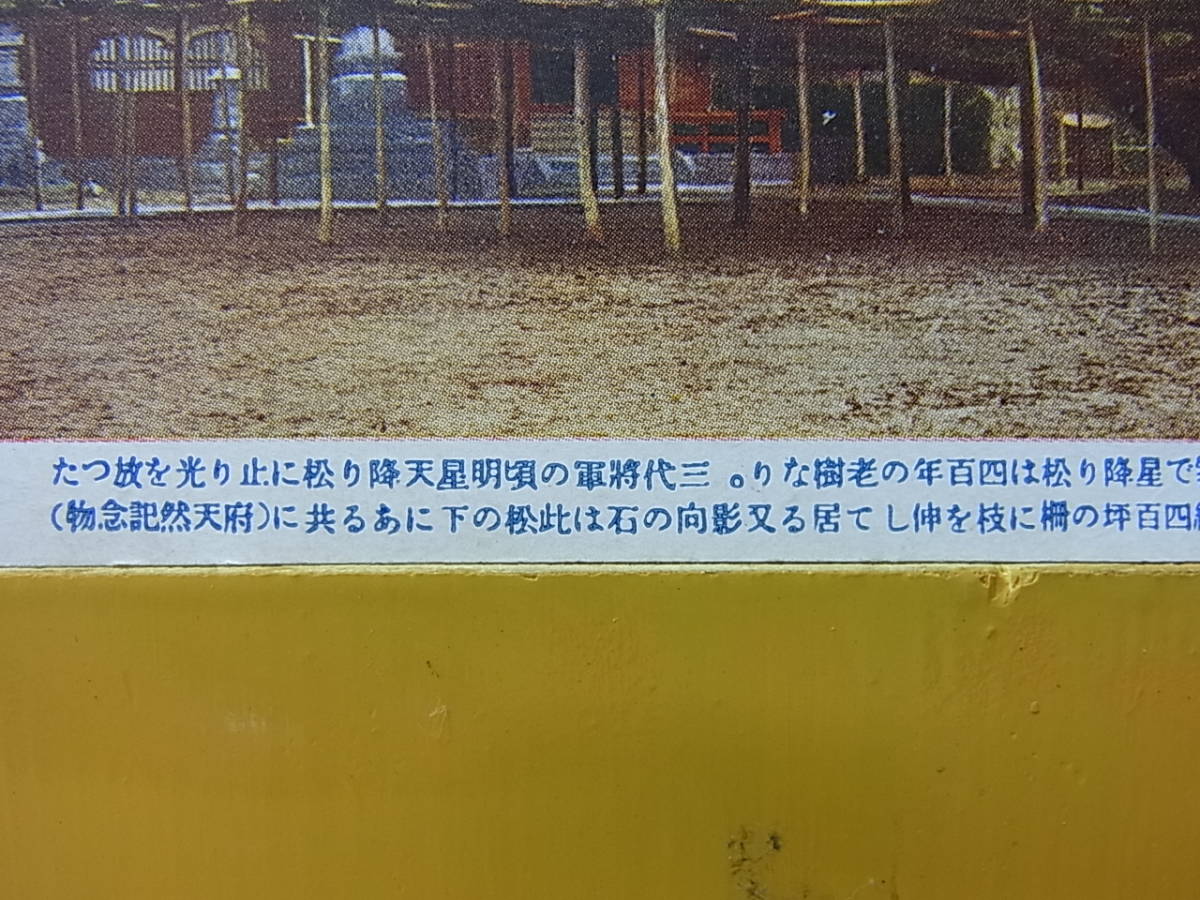 で星降り松は四百年の老樹なり。三代將軍の頃明星天降り松に止り光を放つた
四百坪の柵に枝を伸して居る又影向の石は此松の下にある共に(府天然記念物)